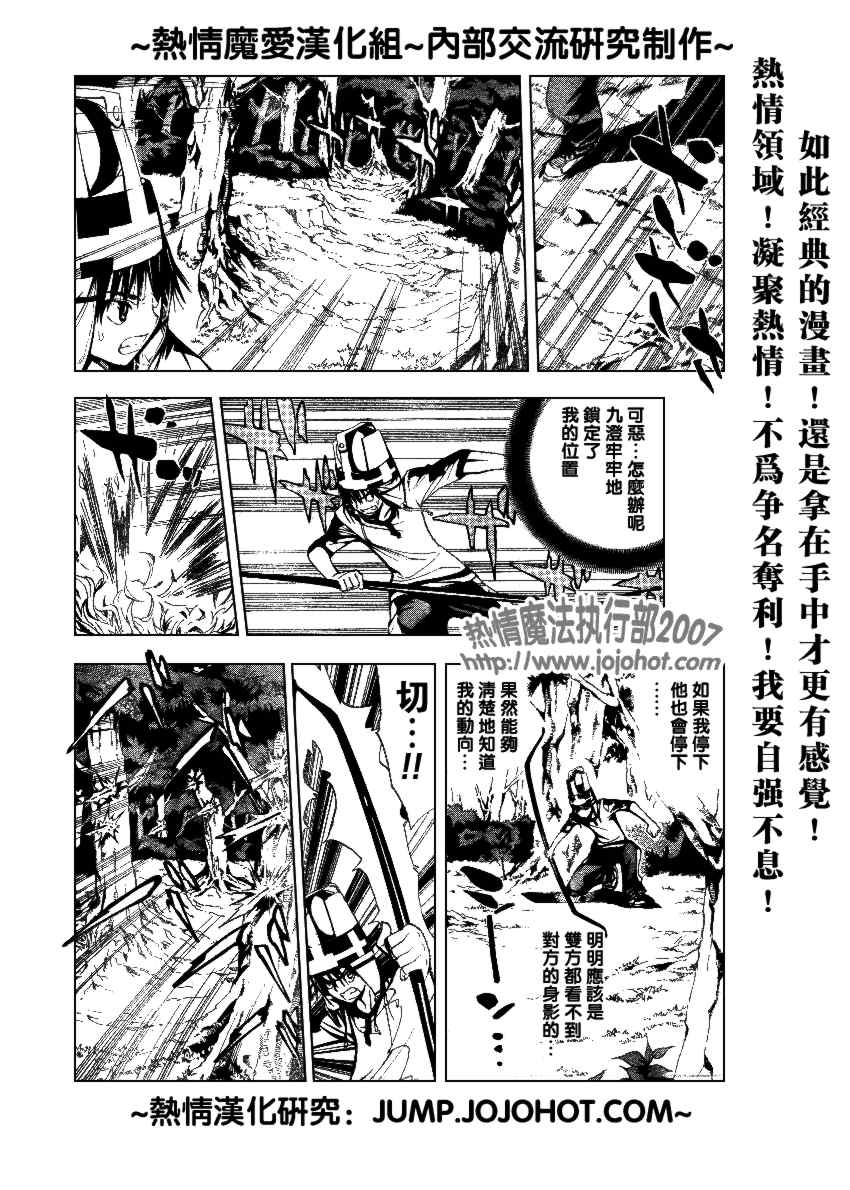 ~熱情魔愛漢化組~內部交流研究制作~
如此經典的漫畫！還是拿在手中才更有感覺！
熱情領域！凝聚熱情！不爲争名奪利！我要自强不息！
可惡…怎麼辦呢
九澄牢牢地
鎖定了
我的位置
熱情魔法执行部2007
http://www.jojohot.com
如果我停下
他也會停下
……
果然能夠
清楚地知道
我的動向…
明明應該是
雙方都看不到
對方的身影的…
切…!!
~熱情漢化研究：JUMP.JOJOHOT.COM~